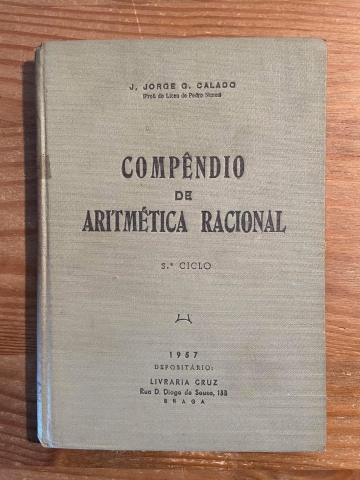 J. JORGE G. CALADO
(Prof. do Liceu de Pedro Nunes)
COMPÊNDIO
DE
ARITMÉTICA RACIONAL
3.º CICLO
1957
DEPOSITÁRIO:
LIVRARIA CRUZ
Rua D. Diogo de Sousa, 133
BRAGA